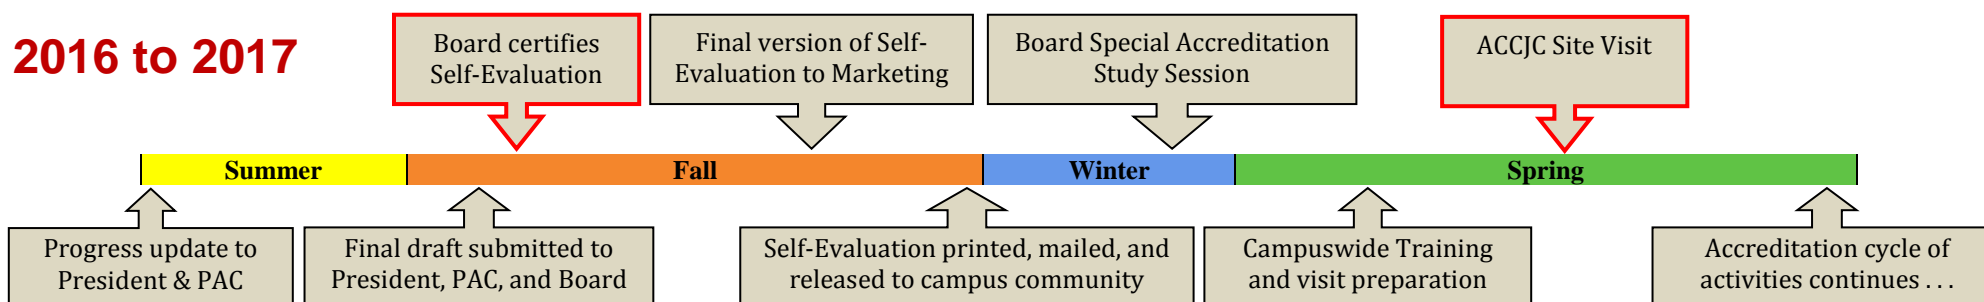 2016 to 2017
Board certifies
Self-Evaluation
Final version of Self-
Evaluation to Marketing
Board Special Accreditation
Study Session
ACCJC Site Visit
Summer
Fall
Winter
Spring
Progress update to
President & PAC
Final draft submitted to
President, PAC, and Board
Self-Evaluation printed, mailed, and
released to campus community
Campuswide Training
and visit preparation
Accreditation cycle of
activities continues . . .